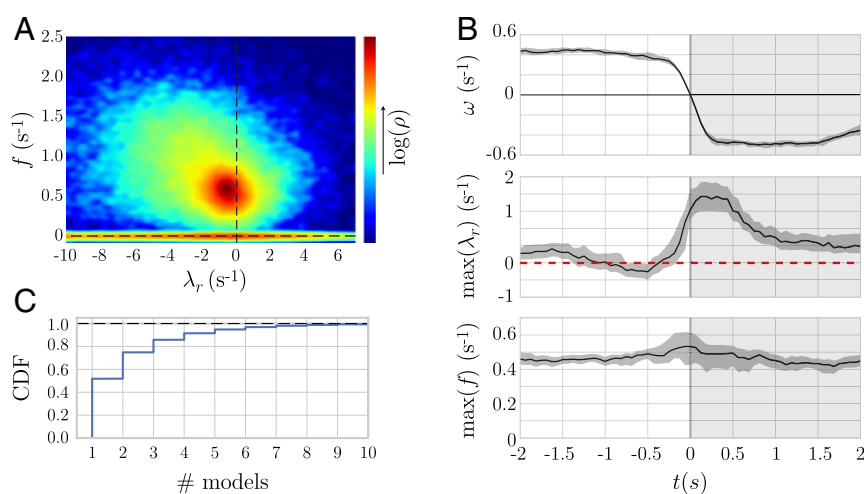 A
2.5
2.0
1.5
1.0
0.5
0
f (s⁻¹)
-10 -8 -6 -4 -2 0 2 4 6
λᵣ (s⁻¹)
log(ρ)
B
0.6
0
-0.6
ω (s⁻¹)
2
1
0
-1
max(λᵣ) (s⁻¹)
0.6
0.4
0.2
0
max(f) (s⁻¹)
-2 -1.5 -1 -0.5 0 0.5 1 1.5 2
t(s)
C
1.0
0.8
0.6
0.4
0.2
0.0
CDF
1 2 3 4 5 6 7 8 9 10
# models